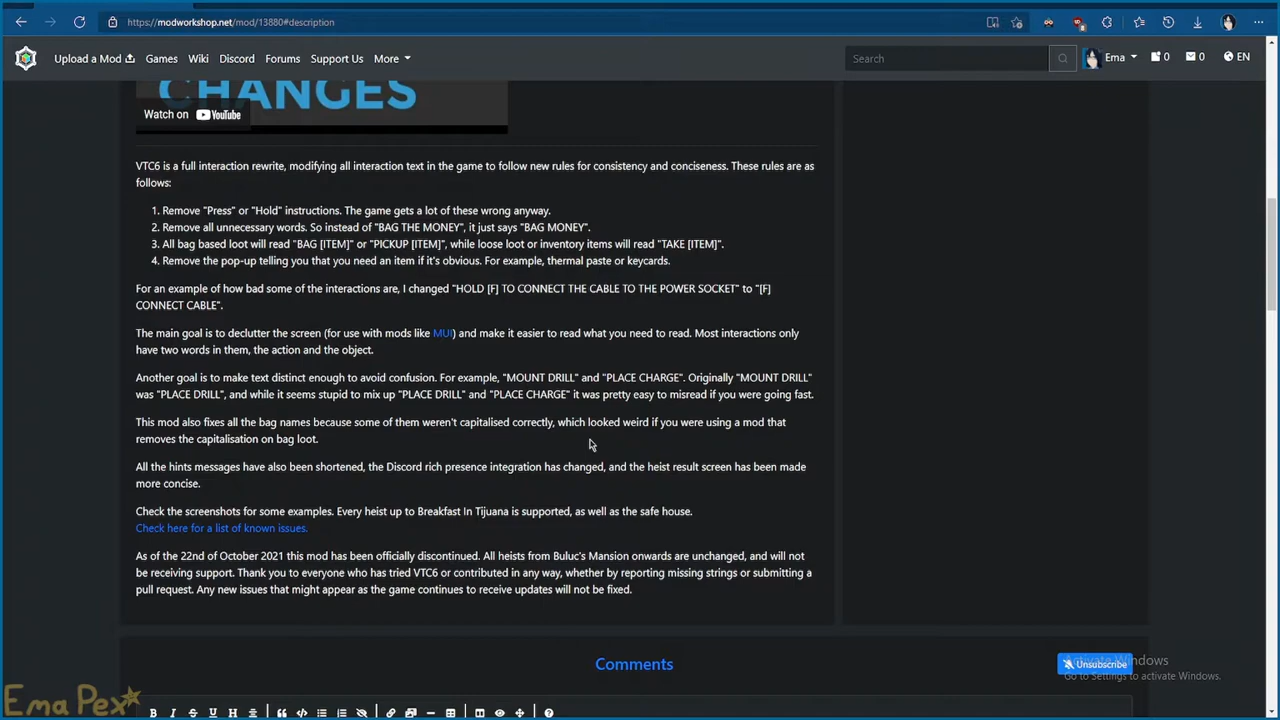 https://modworkshop.net/mod/13880#description
Upload a Mod Games Wiki Discord Forums Support Us More Search Ema 0 0 EN
CHANGES
Watch on YouTube
VTC6 is a full interaction rewrite, modifying all interaction text in the game to follow new rules for consistency and conciseness. These rules are as
follows:
1. Remove "Press" or "Hold" instructions. The game gets a lot of these wrong anyway.
2. Remove all unnecessary words. So instead of "BAG THE MONEY", it just says "BAG MONEY".
3. All bag based loot will read "BAG [ITEM]" or "PICKUP [ITEM]", while loose loot or inventory items will read "TAKE [ITEM]".
4. Remove the pop-up telling you that you need an item if it's obvious. For example, thermal paste or keycards.
For an example of how bad some of the interactions are, I changed "HOLD [F] TO CONNECT THE CABLE TO THE POWER SOCKET" to "[F]
CONNECT CABLE".
The main goal is to declutter the screen (for use with mods like MUI) and make it easier to read what you need to read. Most interactions only
have two words in them, the action and the object.
Another goal is to make text distinct enough to avoid confusion. For example, "MOUNT DRILL" and "PLACE CHARGE". Originally "MOUNT DRILL"
was "PLACE DRILL", and while it seems stupid to mix up "PLACE DRILL" and "PLACE CHARGE" it was pretty easy to misread if you were going fast.
This mod also fixes all the bag names because some of them weren't capitalised correctly, which looked weird if you were using a mod that
removes the capitalisation on bag loot.
All the hints messages have also been shortened, the Discord rich presence integration has changed, and the heist result screen has been made
more concise.
Check the screenshots for some examples. Every heist up to Breakfast In Tijuana is supported, as well as the safe house.
Check here for a list of known issues.
As of the 22nd of October 2021 this mod has been officially discontinued. All heists from Buluc's Mansion onwards are unchanged, and will not
be receiving support. Thank you to everyone who has tried VTC6 or contributed in any way, whether by reporting missing strings or submitting a
pull request. Any new issues that might appear as the game continues to receive updates will not be fixed.
Comments
Unsubscribe
Activate Windows
Go to Settings to activate Windows.
Ema Pex
B I S U H